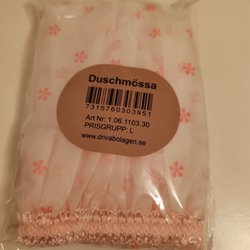 Duschmössa
7315760303951
Art Nr: 1.06.1103.30
PRISGRUPP: L
www.drivabolagen.se